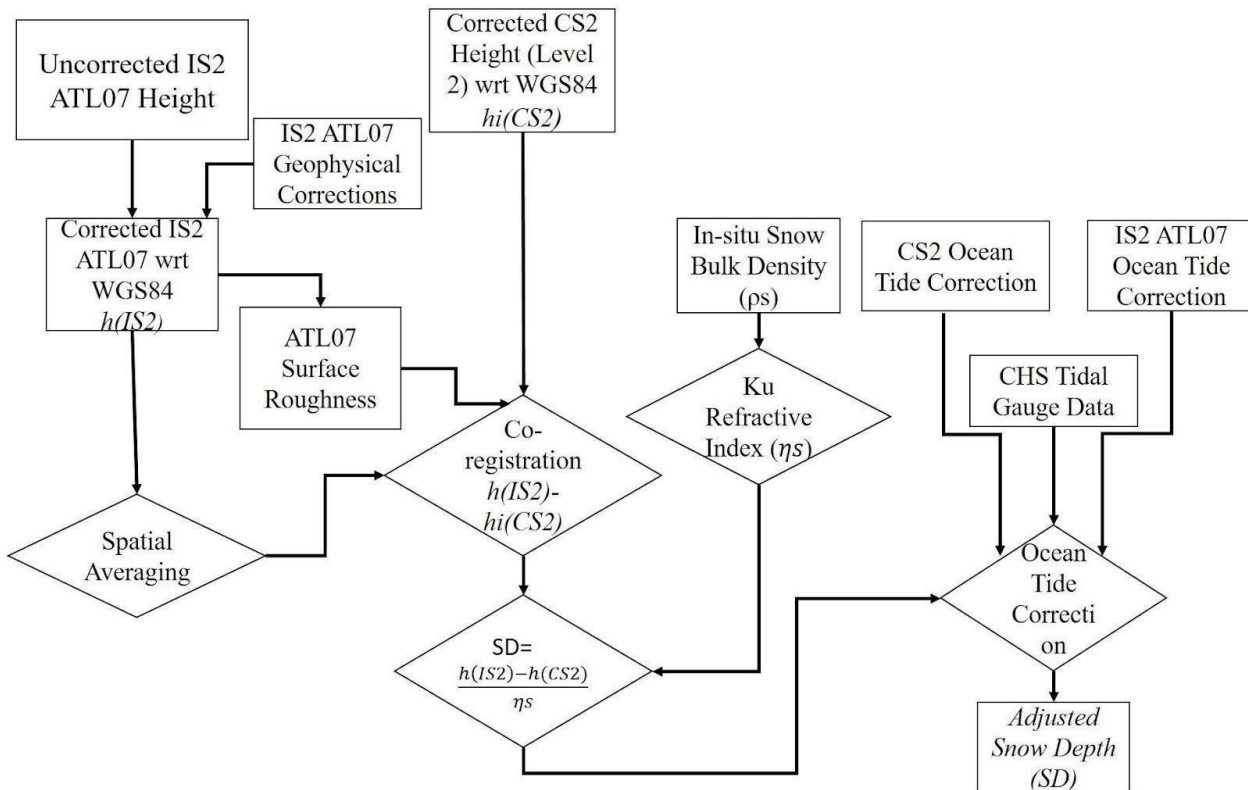 Uncorrected IS2
ATL07 Height
Corrected CS2
Height (Level
2) wrt WGS84
hi(CS2)
IS2 ATL07
Geophysical
Corrections
Corrected IS2
ATL07 wrt
WGS84
h(IS2)
ATL07
Surface
Roughness
Spatial
Averaging
Co-
registration
h(IS2)-
hi(CS2)
SD=
h(IS2)−h(CS2)
ηs
In-situ Snow
Bulk Density
(ρs)
Ku
Refractive
Index (ηs)
CS2 Ocean
Tide Correction
IS2 ATL07
Ocean Tide
Correction
CHS Tidal
Gauge Data
Ocean
Tide
Correcti
on
Adjusted
Snow Depth
(SD)